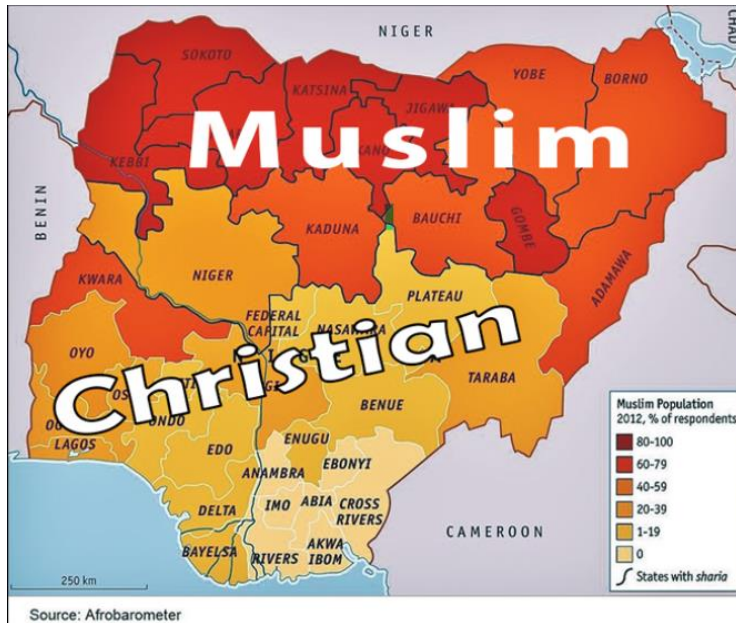 NIGER
CHAD
SOKOTO
KATSINA
JIGAWA
YOBE
BORNO
KANO
Muslim
KEBBI
BENIN
KADUNA
BAUCHI
GOMBE
NIGER
ADAMAWA
KWARA
PLATEAU
FEDERAL
CAPITAL
NASARAWA
Christian
OYO
TARABA
ONDO
BENUE
LAGOS
EDO
ENUGU
EBONYI
ANAMBRA
IMO
ABIA
CROSS
RIVERS
DELTA
BAYELSA
RIVERS
AKWA
IBOM
CAMEROON
Muslim Population
2012, % of respondents
80-100
60-79
40-59
20-39
1-19
0
States with sharia
250 km
Source: Afrobarometer